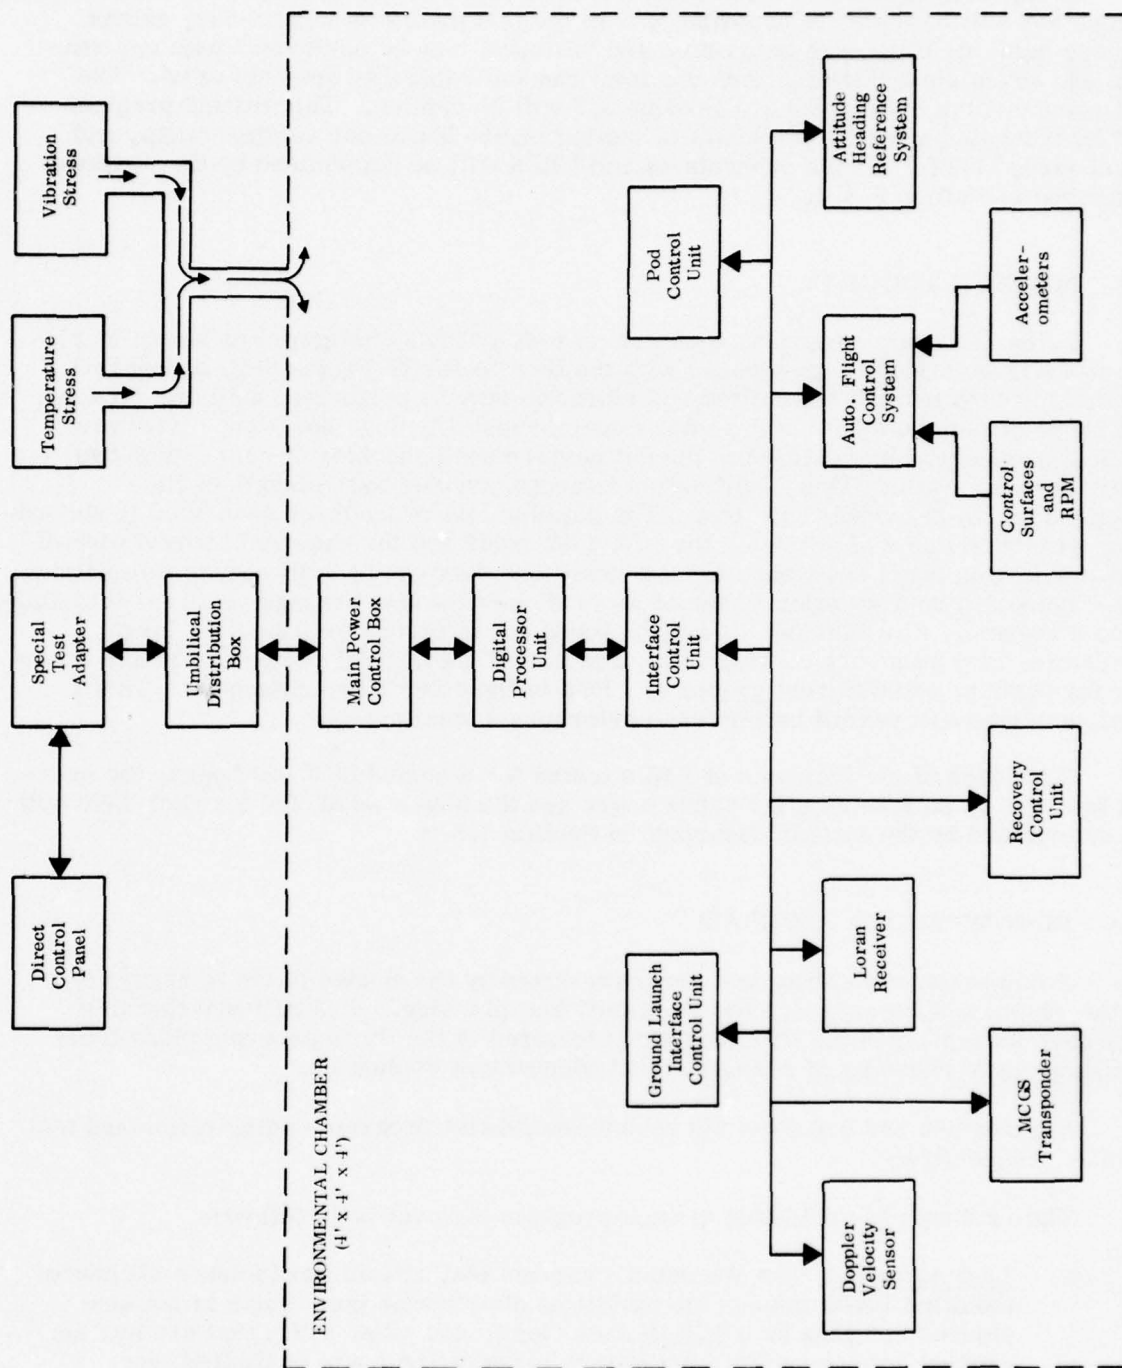 Direct
Control
Panel
Special
Test
Adapter
Temperature
Stress
Vibration
Stress
Umbilical
Distribution
Box
ENVIRONMENTAL CHAMBER
(4' x 4' x 4')
Main Power
Control Box
Digital
Processor
Unit
Ground Launch
Interface
Control Unit
Interface
Control
Unit
Pod
Control
Unit
Doppler
Velocity
Sensor
Loran
Receiver
Auto. Flight
Control
System
Attitude
Heading
Reference
System
MCGS
Transponder
Recovery
Control
Unit
Control
Surfaces
and
RPM
Acceler-
ometers